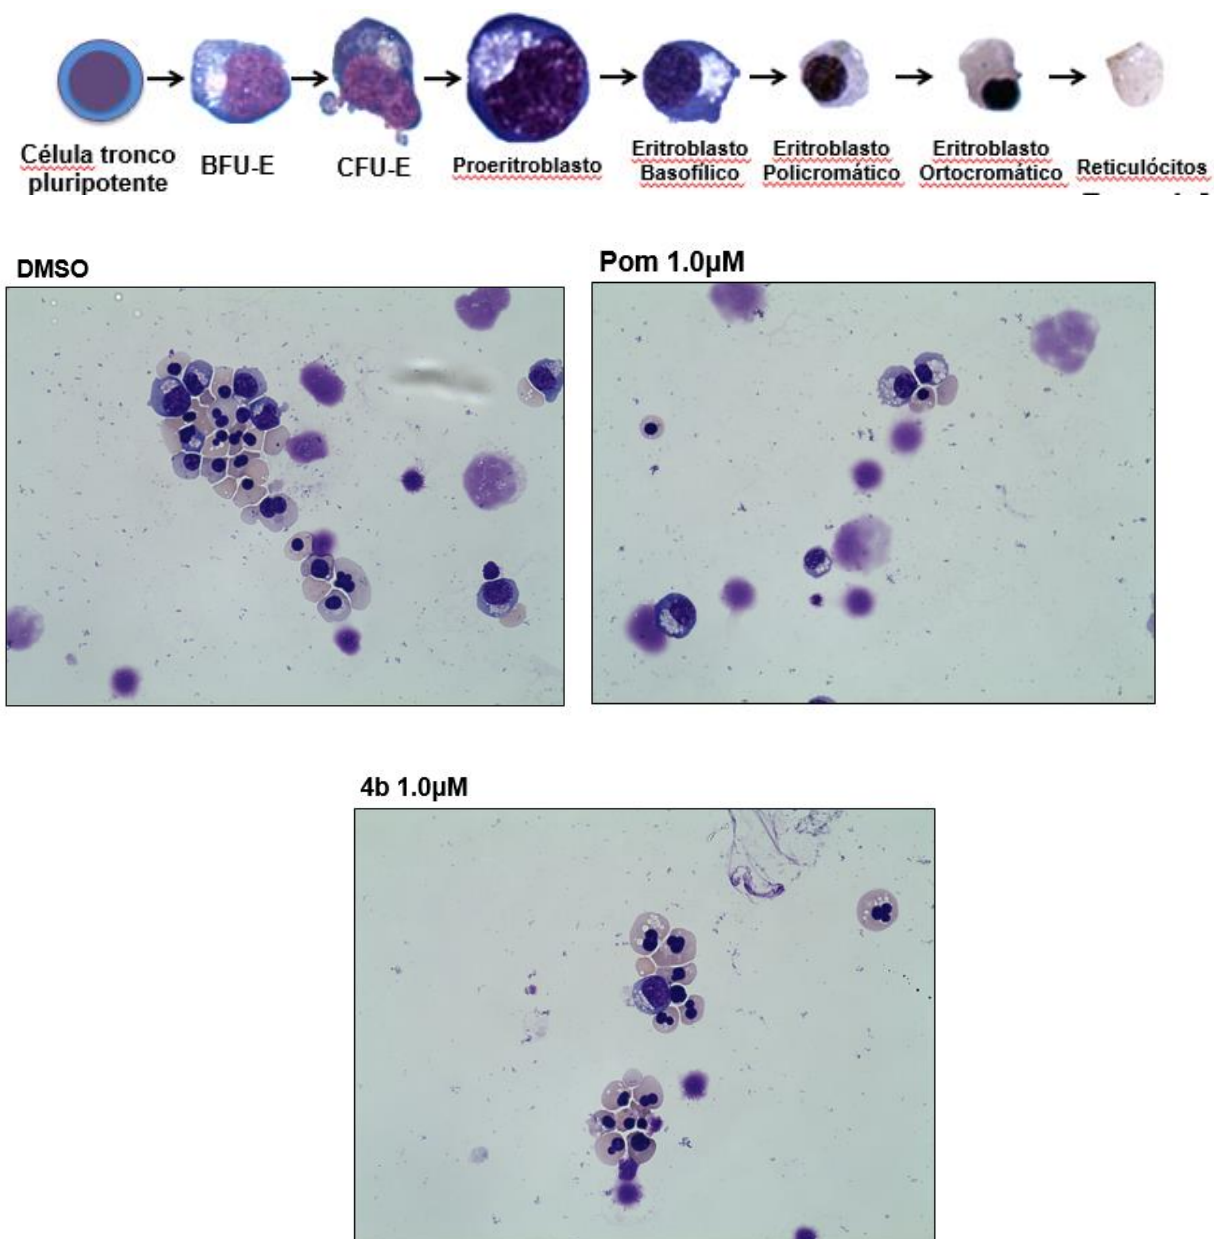 Célula tronco
pluripotente
BFU-E
CFU-E
Proeritroblasto
Eritroblasto
Basofílico
Eritroblasto
Policromático
Eritroblasto
Ortocromático
Reticulócitos
DMSO
Pom 1.0µM
4b 1.0µM